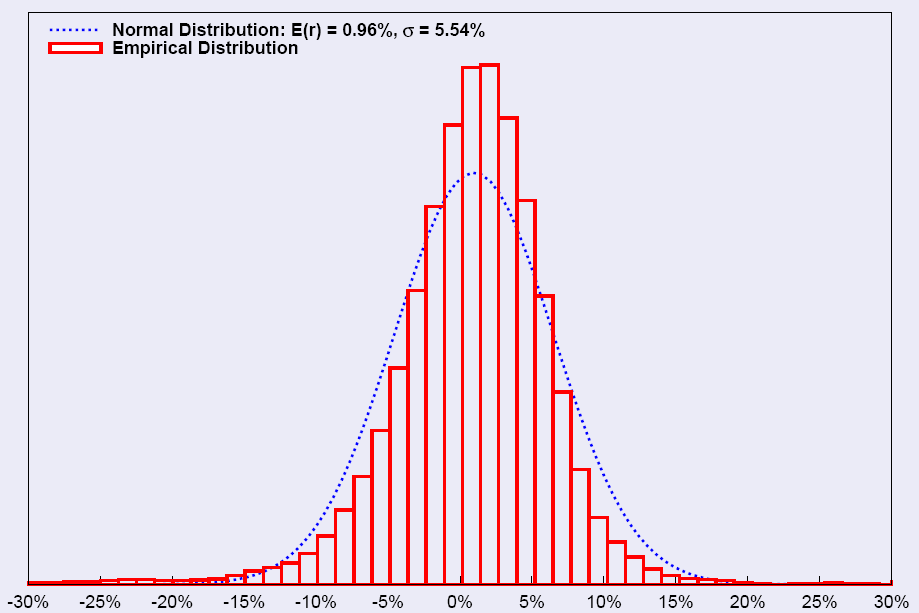 Normal Distribution: E(r) = 0.96%, σ = 5.54%
Empirical Distribution
-30% -25% -20% -15% -10% -5% 0% 5% 10% 15% 20% 25% 30%